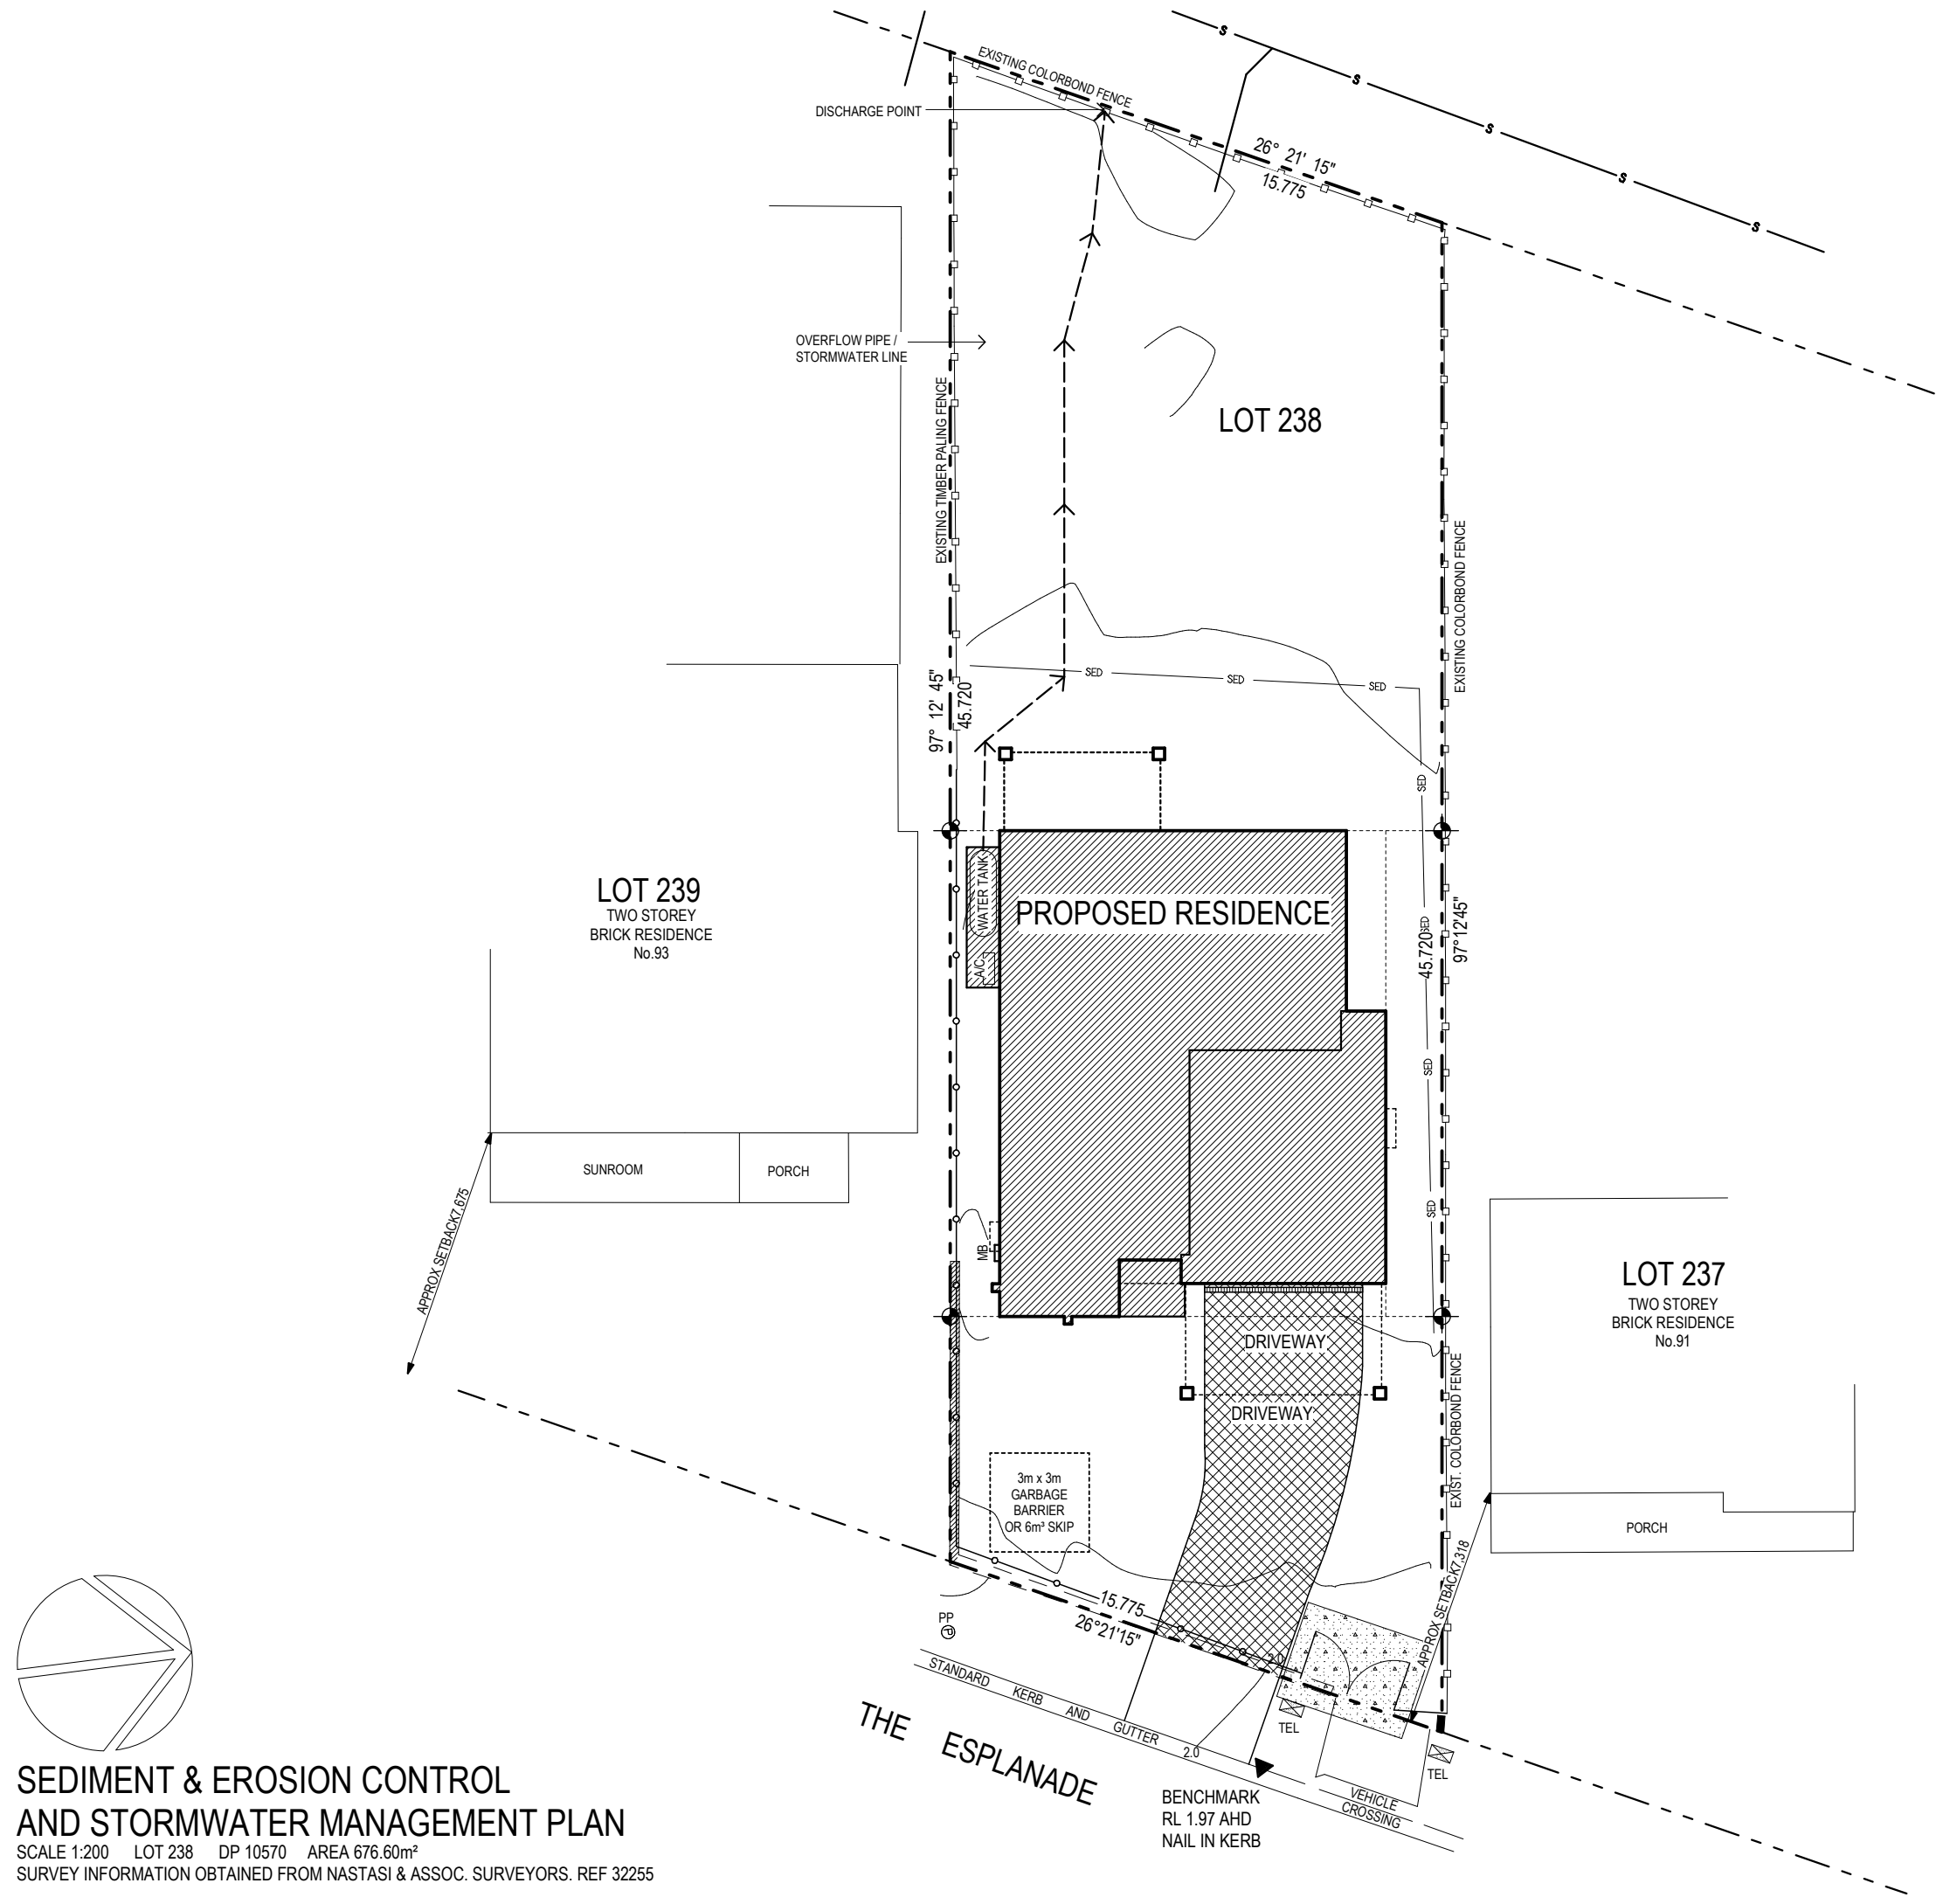 S
S
S
S
S
EXISTING COLORBOND FENCE
DISCHARGE POINT
26° 21' 15"
15.775
OVERFLOW PIPE /
STORMWATER LINE
EXISTING TIMBER PALING FENCE
LOT 238
EXISTING COLORBOND FENCE
97° 12' 45"
45.720
SED
SED
SED
SED
LOT 239
TWO STOREY
BRICK RESIDENCE
No.93
WATER TANK
A/C
PROPOSED RESIDENCE
SED
45.720
97°12'45"
SED
SUNROOM
PORCH
APPROX SETBACK7.675
SED
MB
LOT 237
TWO STOREY
BRICK RESIDENCE
No.91
DRIVEWAY
DRIVEWAY
EXIST. COLORBOND FENCE
3m x 3m
GARBAGE
BARRIER
OR 6m³ SKIP
PORCH
APPROX SETBACK7.318
15.775
26°21'15"
PP
P
2.0
STANDARD KERB AND GUTTER
2.0
TEL
TEL
THE ESPLANADE
VEHICLE
CROSSING
BENCHMARK
RL 1.97 AHD
NAIL IN KERB
SEDIMENT & EROSION CONTROL
AND STORMWATER MANAGEMENT PLAN
SCALE 1:200 LOT 238 DP 10570 AREA 676.60m²
SURVEY INFORMATION OBTAINED FROM NASTASI & ASSOC. SURVEYORS. REF 32255